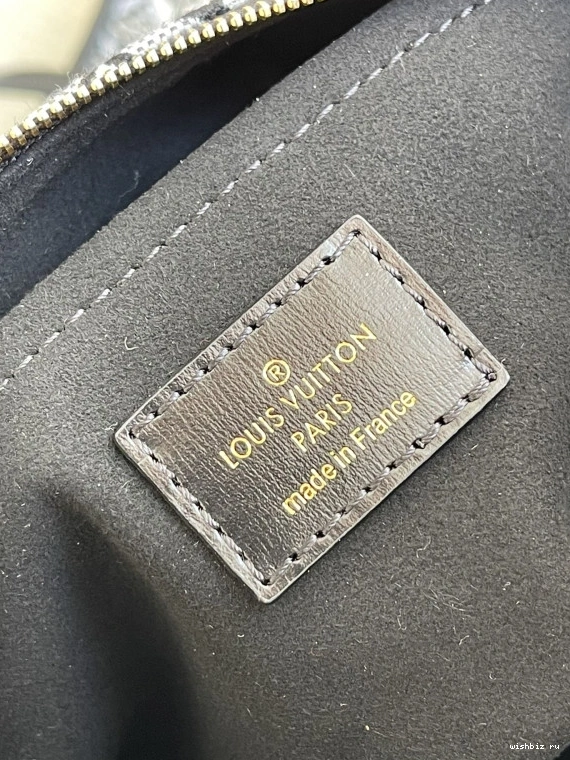 ®
LOUIS VUITTON
PARIS
made in France
wishbiz ru